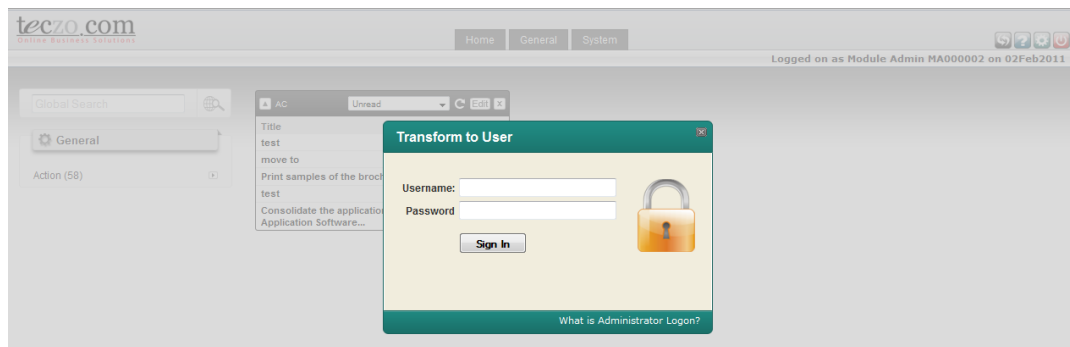 teczo.com
Online Business Solutions
Home General System
Logged on as Module Admin MA000002 on 02Feb2011
Global Search
General
Action (58)
AC Unread Edit
Title
test
move to
Print samples of the broch
test
Consolidate the application
Application Software...
Transform to User
Username:
Password
Sign In
What is Administrator Logon?